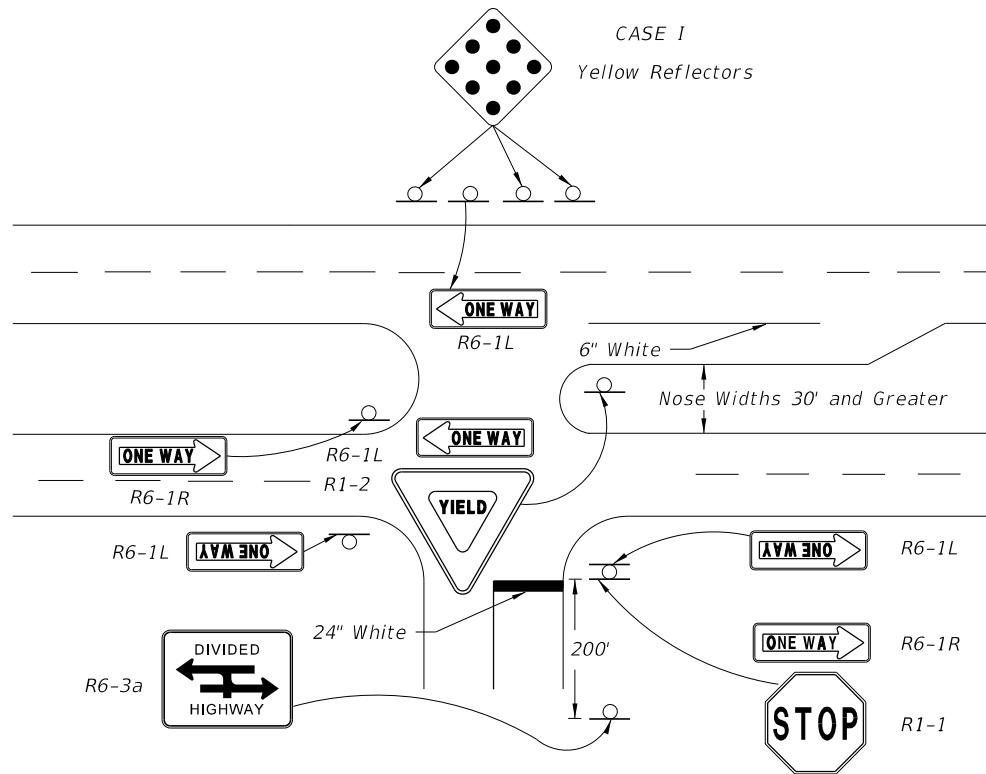 CASE I
Yellow Reflectors
ONE WAY
R6-1L
6" White
Nose Widths 30' and Greater
ONE WAY
R6-1L
ONE WAY
R6-1R
R1-2
YIELD
R6-1L
ONE WAY
ONE WAY
R6-1L
24" White
200'
ONE WAY
R6-1R
DIVIDED
HIGHWAY
R6-3a
STOP
R1-1